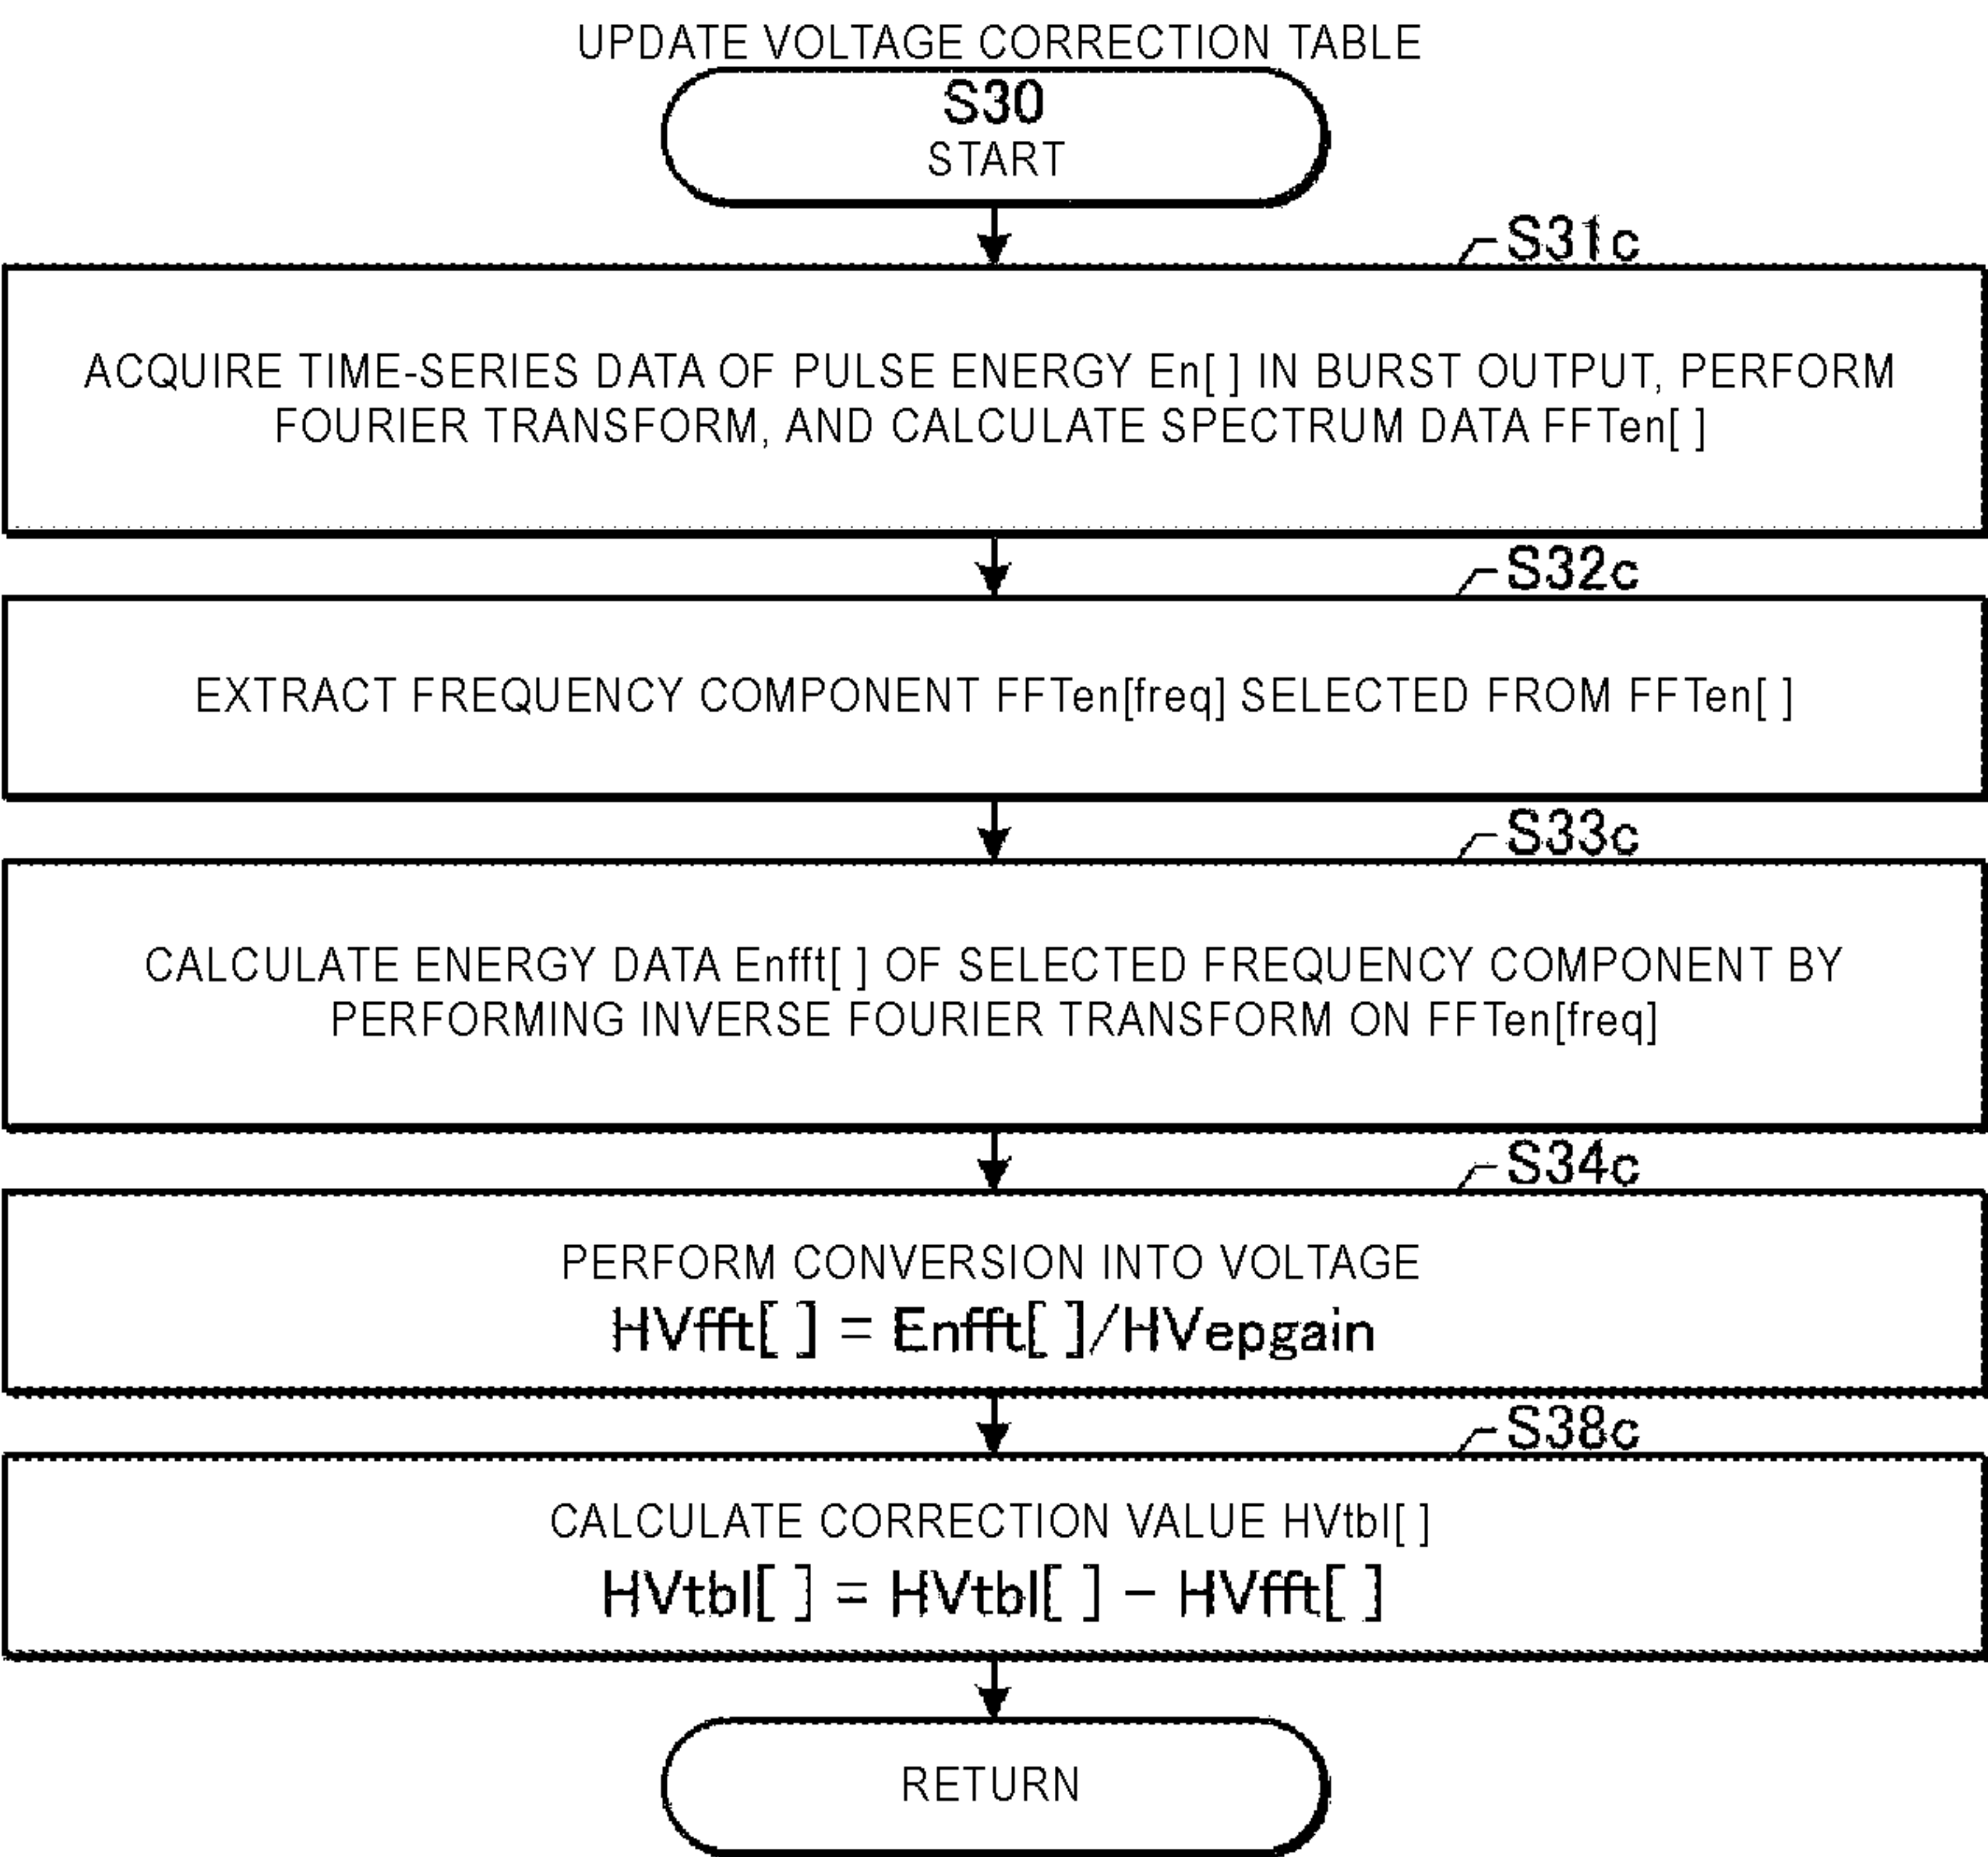 UPDATE VOLTAGE CORRECTION TABLE
S30
START
S31c
ACQUIRE TIME-SERIES DATA OF PULSE ENERGY En[ ] IN BURST OUTPUT, PERFORM
FOURIER TRANSFORM, AND CALCULATE SPECTRUM DATA FFTen[ ]
S32c
EXTRACT FREQUENCY COMPONENT FFTen[freq] SELECTED FROM FFTen[ ]
S33c
CALCULATE ENERGY DATA Enfft[ ] OF SELECTED FREQUENCY COMPONENT BY
PERFORMING INVERSE FOURIER TRANSFORM ON FFTen[freq]
S34c
PERFORM CONVERSION INTO VOLTAGE
HVfft[ ] = Enfft[ ]/HVepgain
S38c
CALCULATE CORRECTION VALUE HVtbl[ ]
HVtbl[ ] = HVtbl[ ] − HVfft[ ]
RETURN